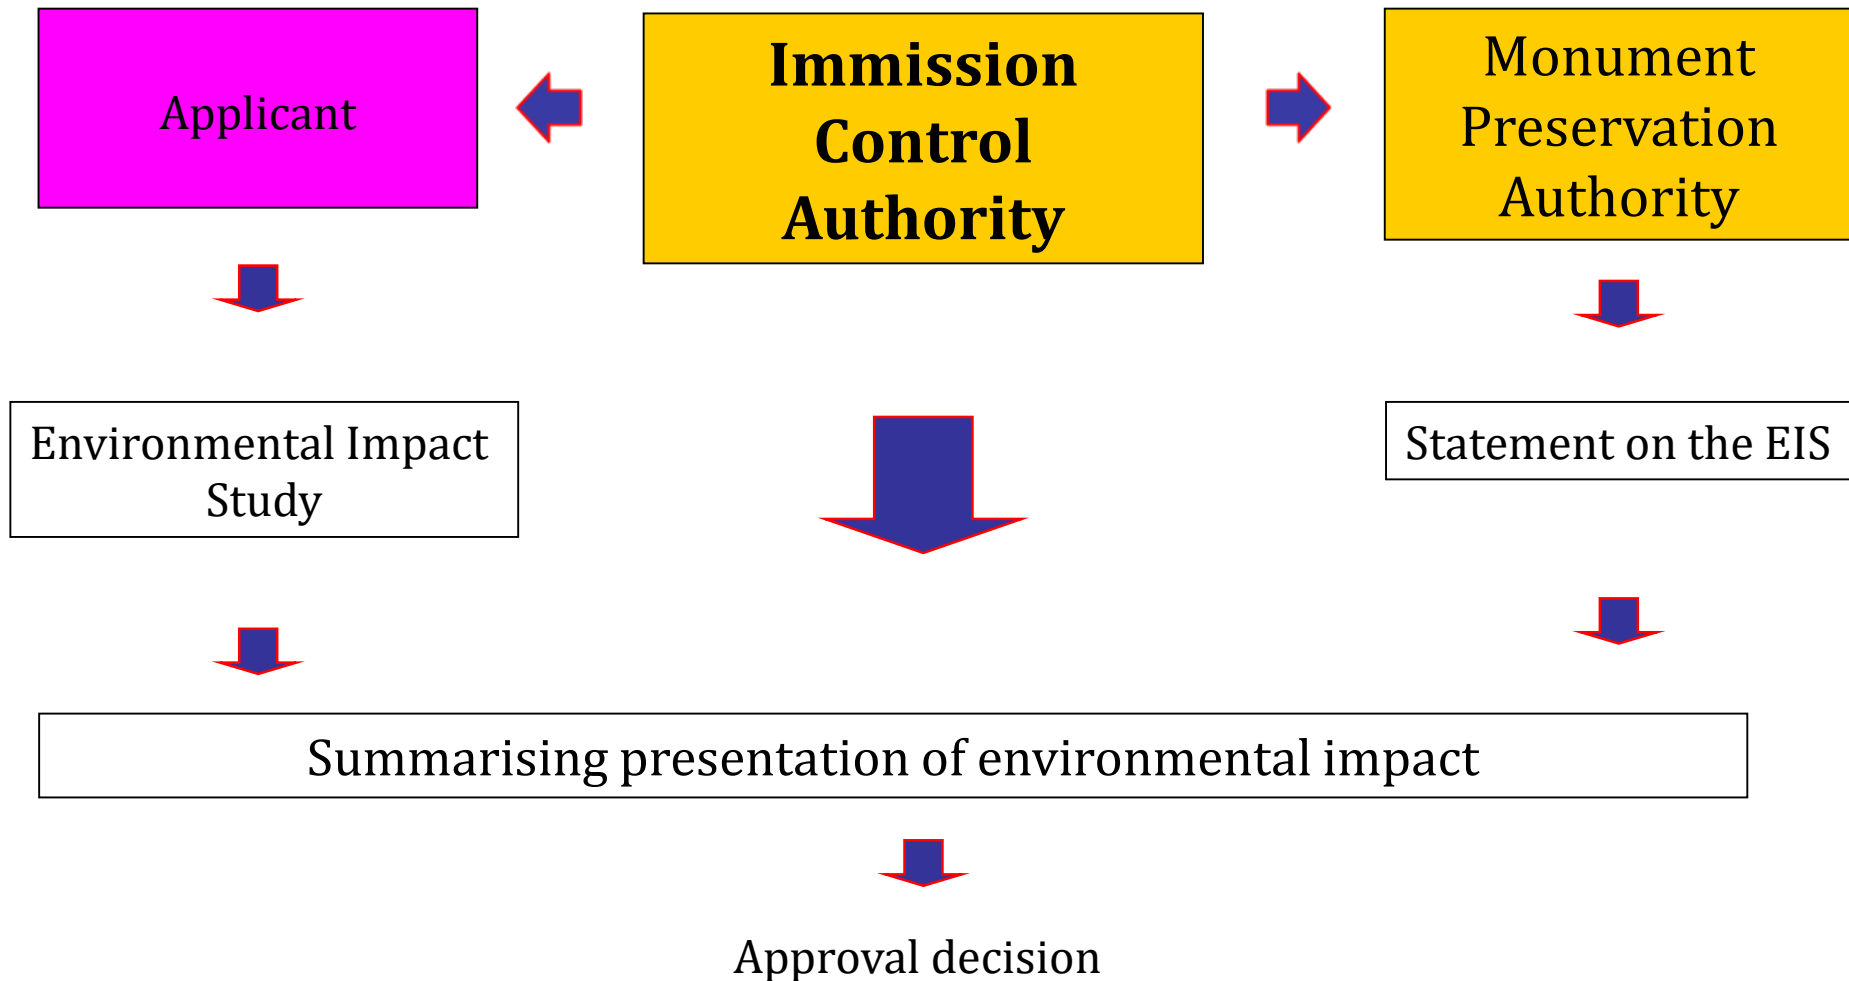 Applicant
Immission
Control
Authority
Monument
Preservation
Authority
Environmental Impact
Study
Statement on the EIS
Summarising presentation of environmental impact
Approval decision